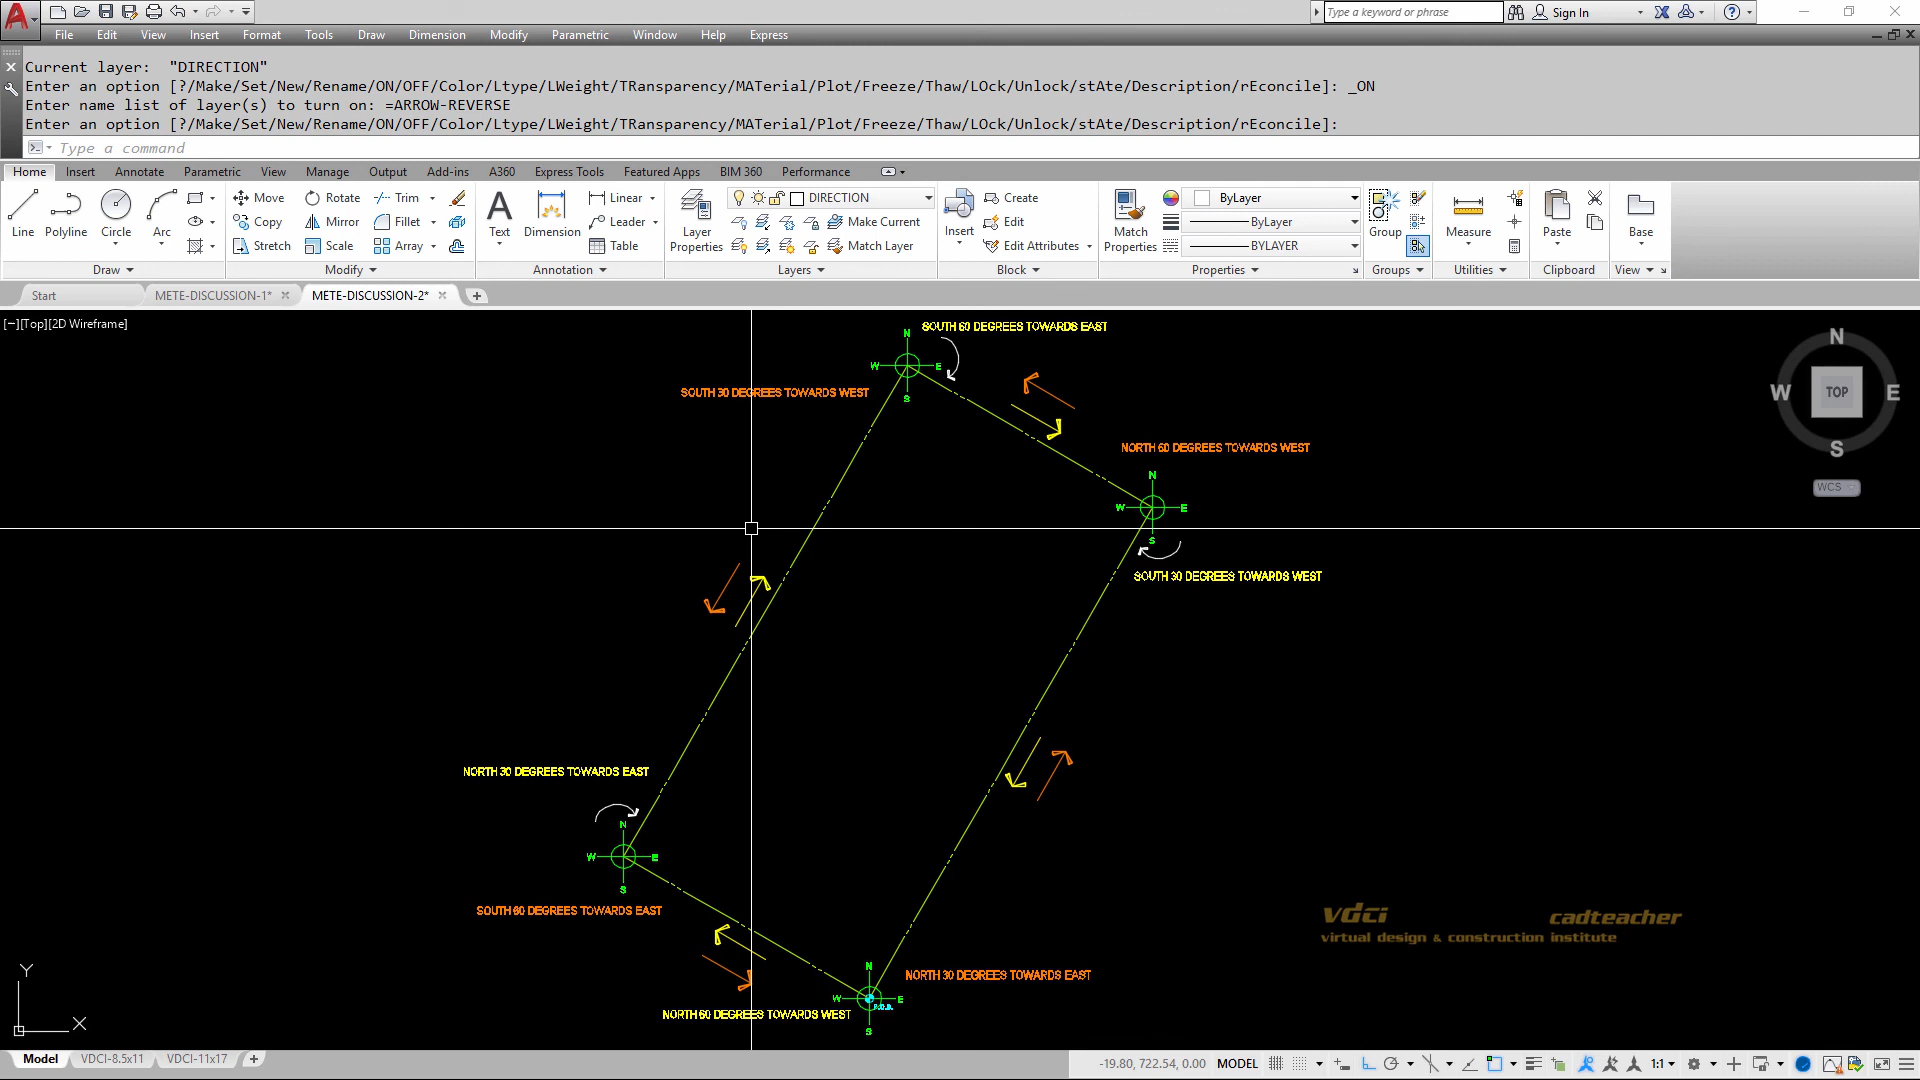 Type a keyword or phrase
Sign In
File Edit View Insert Format Tools Draw Dimension Modify Parametric Window Help Express
Current layer:  "DIRECTION"
Enter an option [?/Make/Set/New/Rename/ON/OFF/Color/Ltype/LWeight/TRansparency/MATerial/Plot/Freeze/Thaw/LOck/Unlock/stAte/Description/rEconcile]: _ON
Enter name list of layer(s) to turn on: =ARROW-REVERSE
Enter an option [?/Make/Set/New/Rename/ON/OFF/Color/Ltype/LWeight/TRansparency/MATerial/Plot/Freeze/Thaw/LOck/Unlock/stAte/Description/rEconcile]:
Type a command
Home Insert Annotate Parametric View Manage Output Add-ins A360 Express Tools Featured Apps BIM 360 Performance
Line Polyline Circle Arc
Move Rotate Trim
Copy Mirror Fillet
Stretch Scale Array
Text Dimension
Linear
Leader
Table
Layer Properties
DIRECTION
Make Current
Match Layer
Insert
Create
Edit
Edit Attributes
Match Properties
ByLayer
ByLayer
BYLAYER
Group
Measure
Paste
Base
Draw Modify Annotation Layers Block Properties Groups Utilities Clipboard View
Start METE-DISCUSSION-1* METE-DISCUSSION-2*
[−][Top][2D Wireframe]
SOUTH 60 DEGREES TOWARDS EAST
N
W E
S
SOUTH 30 DEGREES TOWARDS WEST
N
W TOP E
S
WCS
NORTH 60 DEGREES TOWARDS WEST
N
W E
S
SOUTH 30 DEGREES TOWARDS WEST
NORTH 30 DEGREES TOWARDS EAST
N
W E
S
SOUTH 60 DEGREES TOWARDS EAST
vdci cadteacher
virtual design & construction institute
N
NORTH 30 DEGREES TOWARDS EAST
W E
P.O.B.
S
NORTH 60 DEGREES TOWARDS WEST
Y
X
Model VDCI-8.5x11 VDCI-11x17
-19.80, 722.54, 0.00 MODEL 1:1